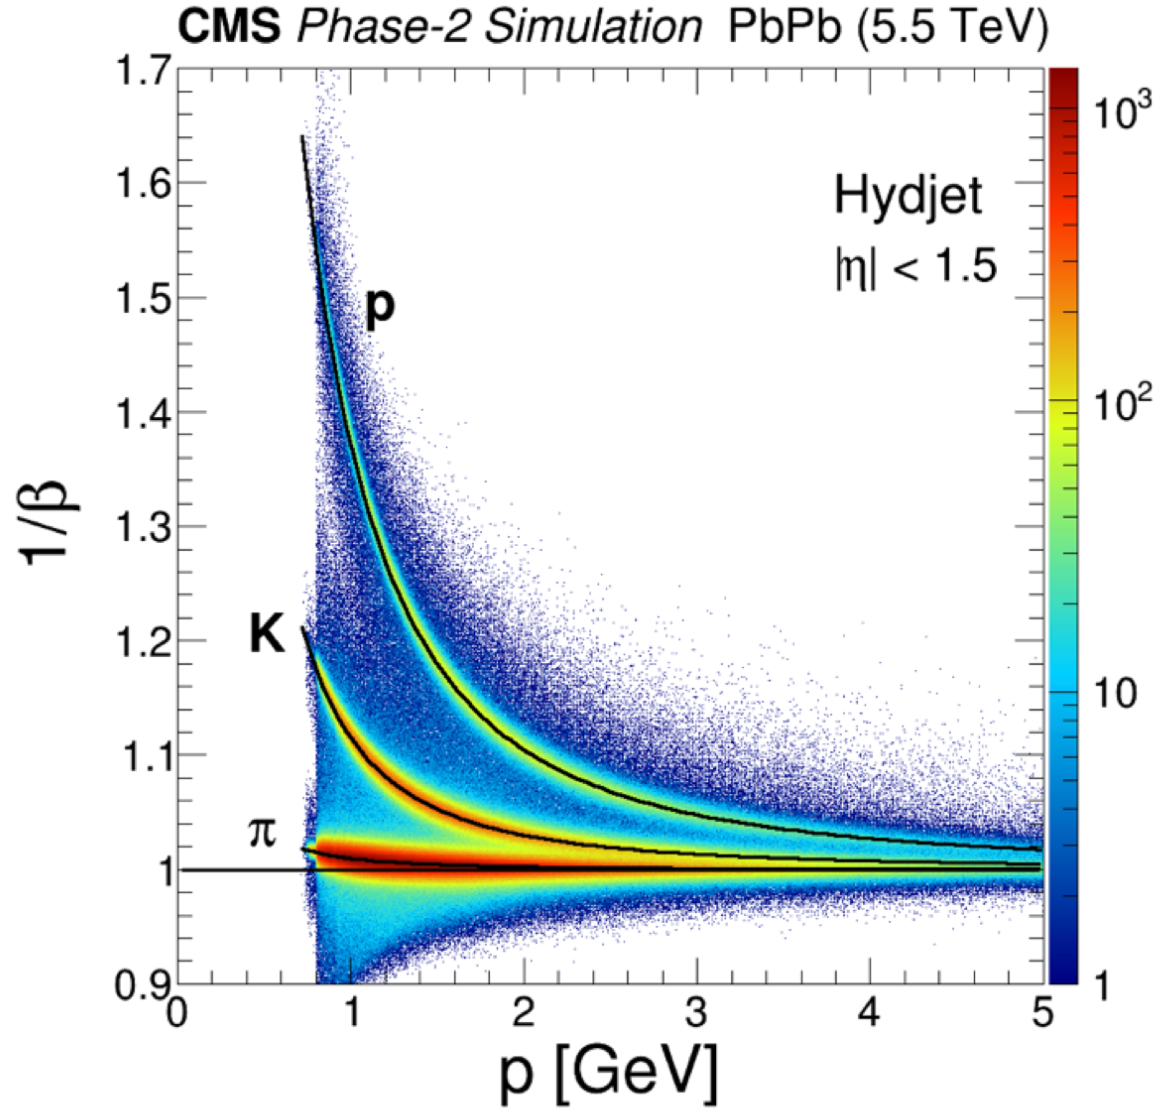 CMS Phase-2 Simulation PbPb (5.5 TeV)
1.7
1.6
1.5
1.4
1.3
1.2
1.1
1
0.9
1/β
Hydjet
|η| < 1.5
p
K
π
0 1 2 3 4 5
p [GeV]
10³
10²
10
1